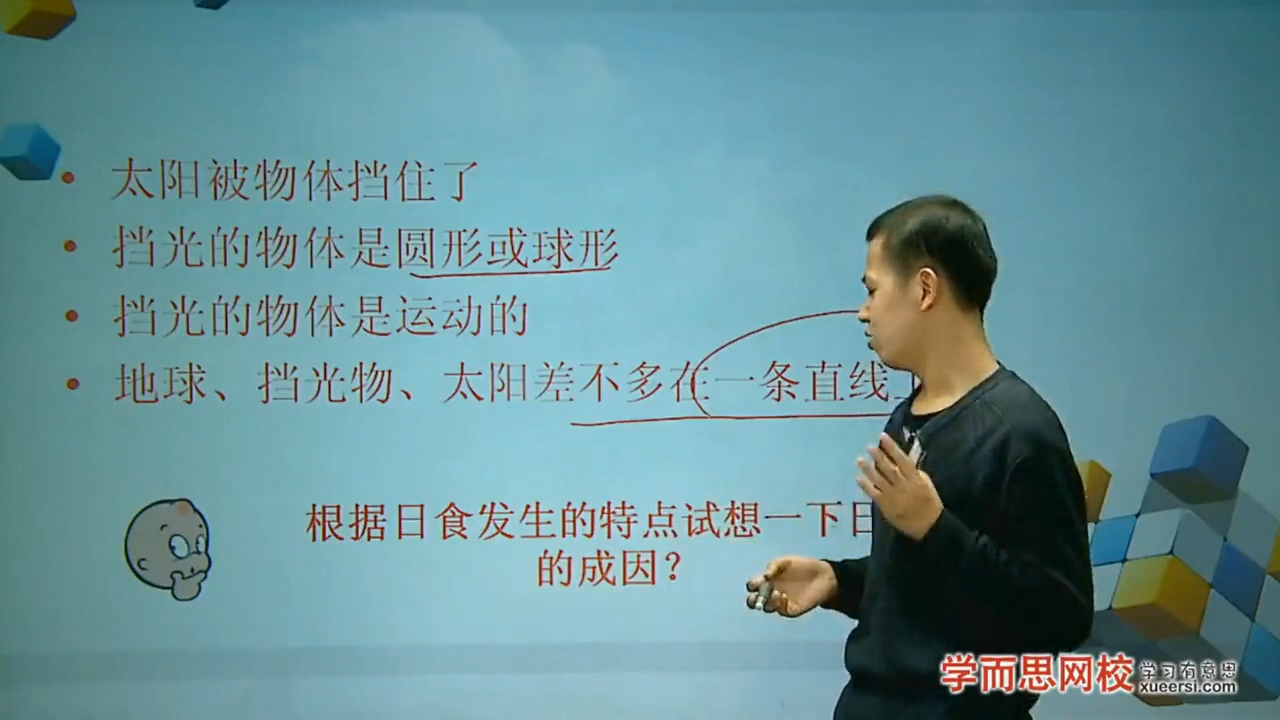 太阳被物体挡住了
挡光的物体是圆形或球形
挡光的物体是运动的
地球、挡光物、太阳差不多在一条直线
根据日食发生的特点试想一下日
的成因?
学而思网校
学习有意思
xueersi.com